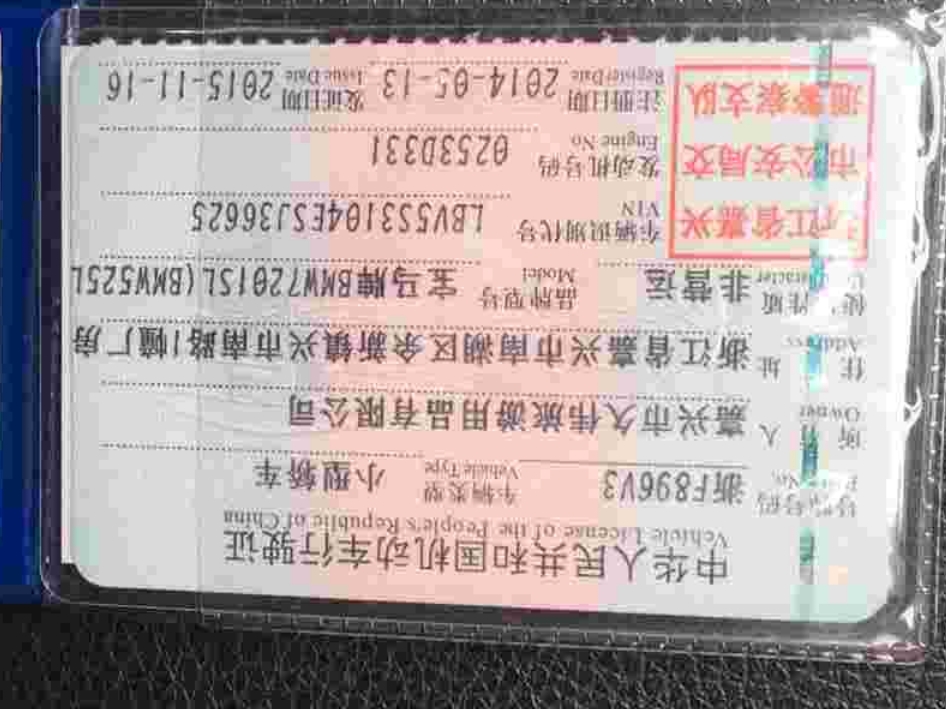 中华人民共和国机动车行驶证
Vehicle License of the People's Republic of China
号牌号码 浙F896V3 车辆类型 小型轿车
Plate No. Vehicle Type
所有人 嘉兴市久伟旅游用品有限公司
Owner
住址 浙江省嘉兴市南湖区余新镇兴南路1幢厂房
Address
使用性质 非营运 品牌型号 宝马牌BMW7201SL(BMW525L
Use Character Model
浙江省嘉兴 车辆识别代号 LBV5S3104ESJ36625
VIN
市公安局交 发动机号码 0253D331
Engine No.
通警察支队 注册日期 2014-05-13 发证日期 2015-11-16
Register Date Issue Date